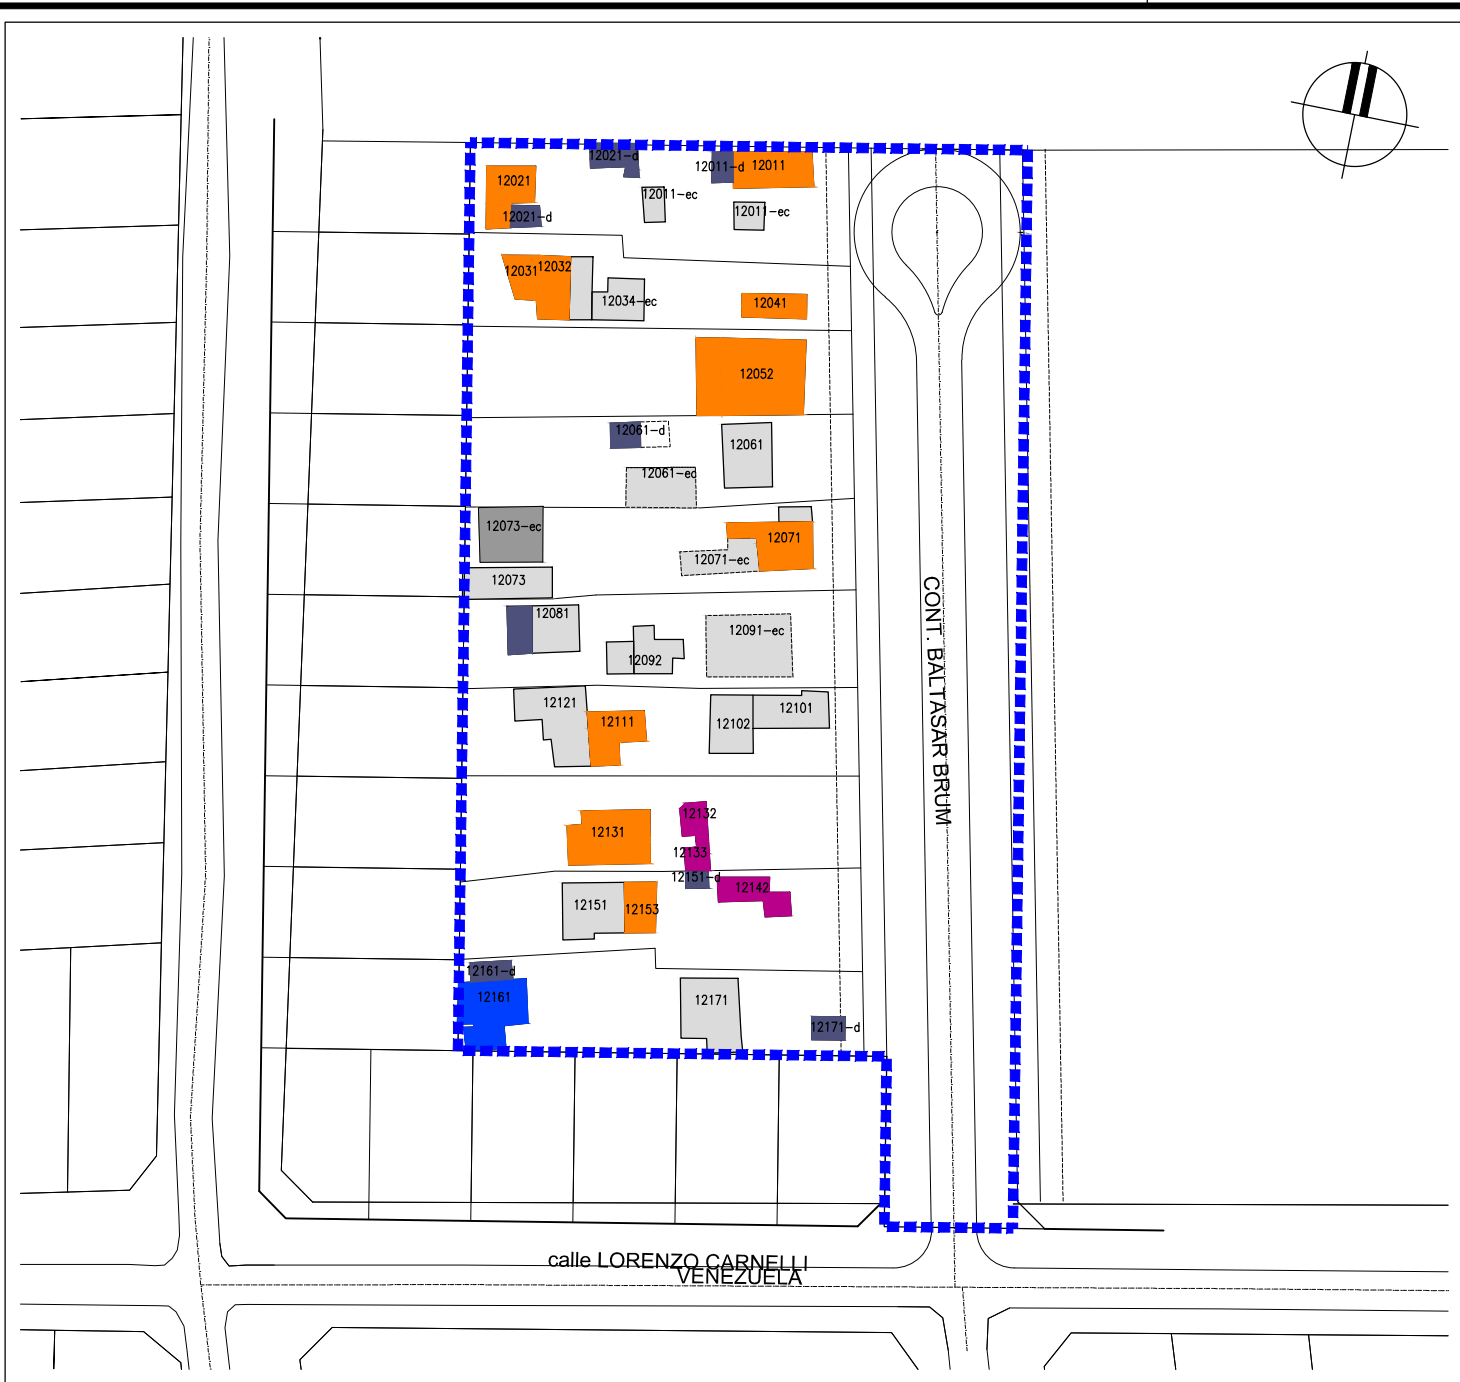 12021-d
12011-d
12011
12021
12011-ec
12011-ec
12021-d
12031
12032
12034-ec
12041
12052
12061-d
12061
12061-ec
12073-ec
12071
12071-ec
12073
12081
12091-ec
12092
12121
12111
12102
12101
CONT. BALTASAR BRUM
12132
12131
12133
12151-d
12142
12151
12153
12161-d
12161
12171
12171-d
calle LORENZO CARNELLI
VENEZUELA